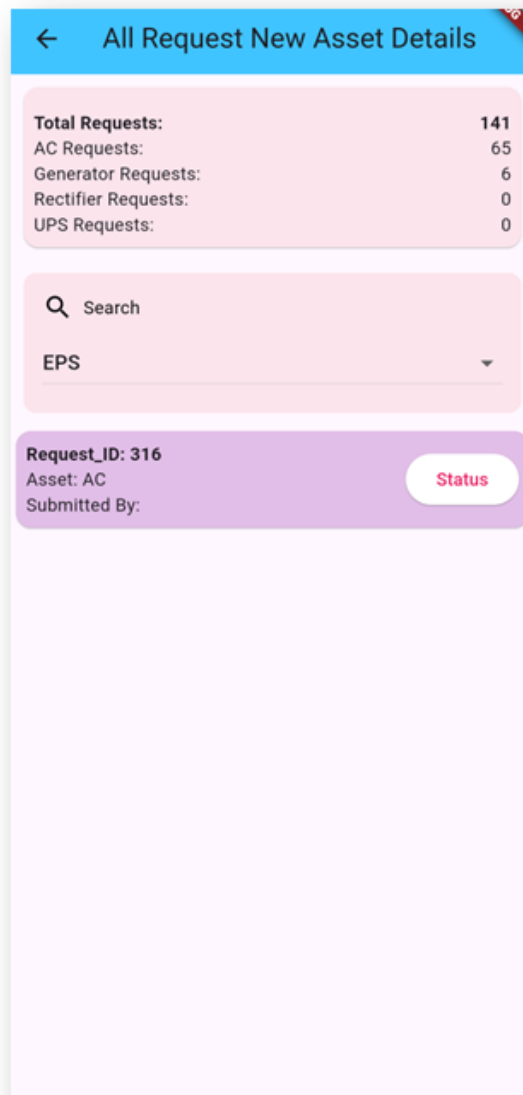 All Request New Asset Details
Total Requests: 141
AC Requests: 65
Generator Requests: 6
Rectifier Requests: 0
UPS Requests: 0
Search
EPS
Request_ID: 316
Asset: AC
Submitted By:
Status